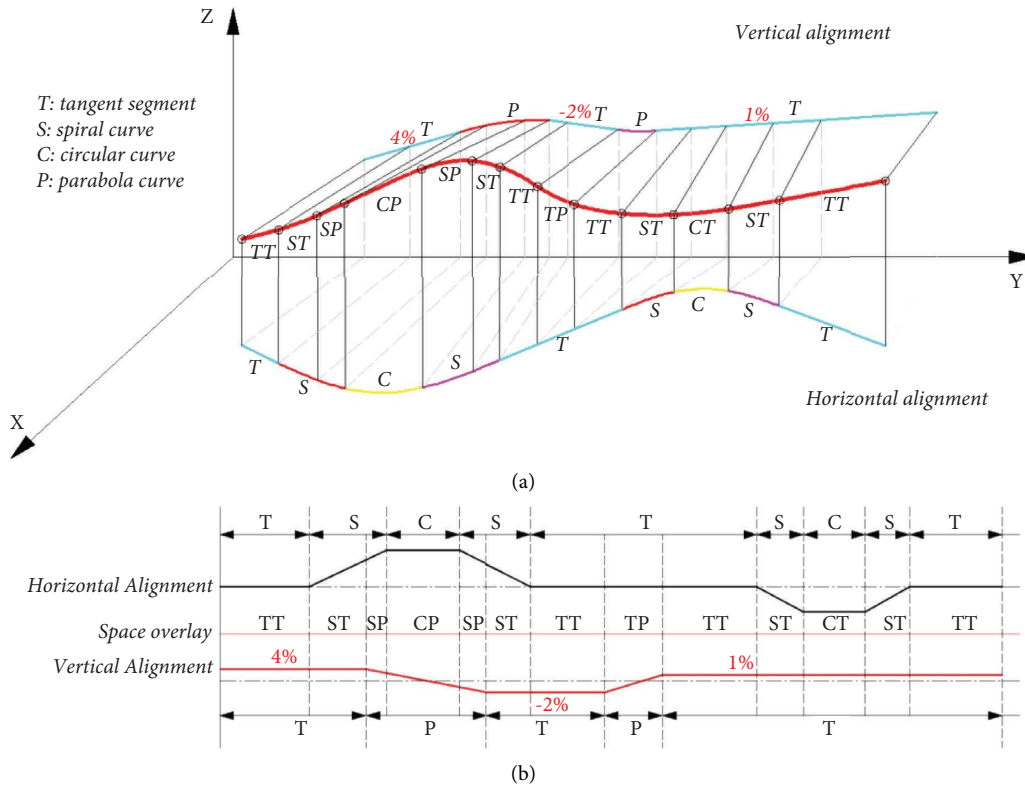 Z
Vertical alignment
T: tangent segment
S: spiral curve
C: circular curve
P: parabola curve
4% T P -2% T P 1% T
TT ST SP CP SP ST TT TP TT ST CT ST TT
Y
T S C S T S C S T
X
Horizontal alignment
(a)
T S C S T S C S T
Horizontal Alignment
TT ST SP CP SP ST TT TP TT ST CT ST TT
Space overlay
Vertical Alignment 4% -2% 1%
T P T P T
(b)